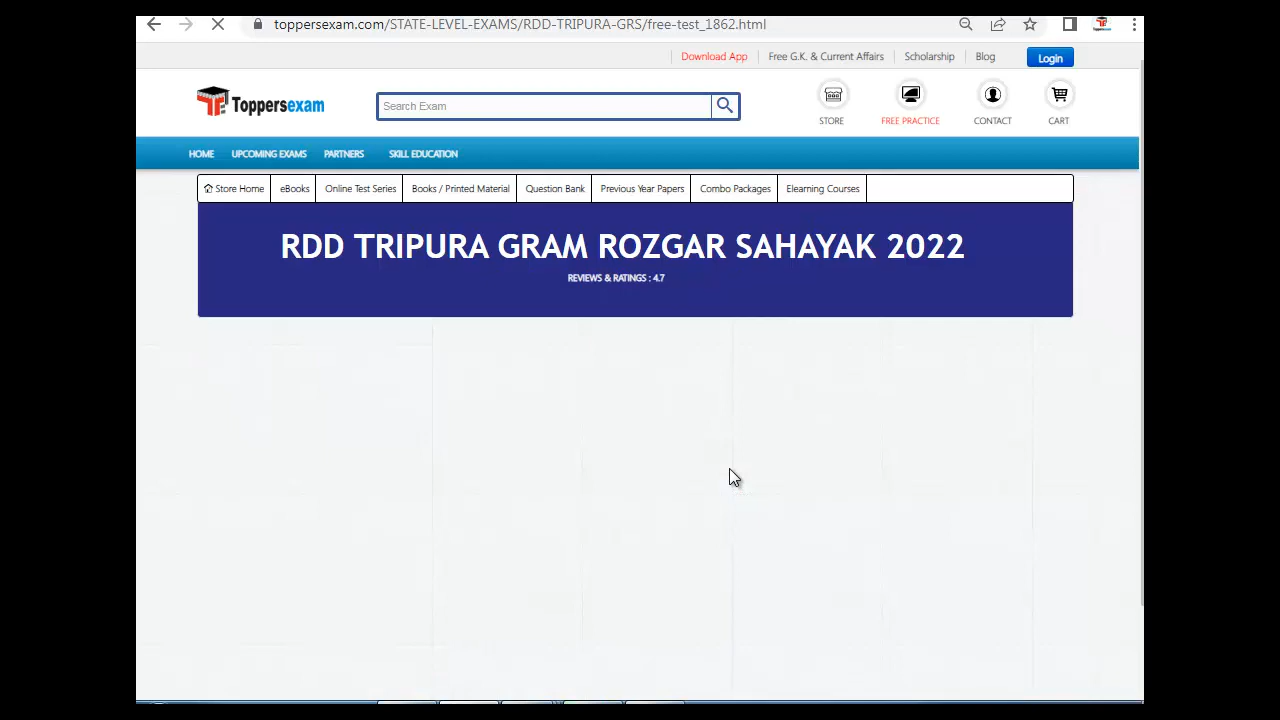 toppersexam.com/STATE-LEVEL-EXAMS/RDD-TRIPURA-GRS/free-test_1862.html
Download App Free G.K. & Current Affairs Scholarship Blog Login
Toppersexam
Search Exam
STORE FREE PRACTICE CONTACT CART
HOME UPCOMING EXAMS PARTNERS SKILL EDUCATION
Store Home eBooks Online Test Series Books / Printed Material Question Bank Previous Year Papers Combo Packages Elearning Courses
RDD TRIPURA GRAM ROZGAR SAHAYAK 2022
REVIEWS & RATINGS : 4.7